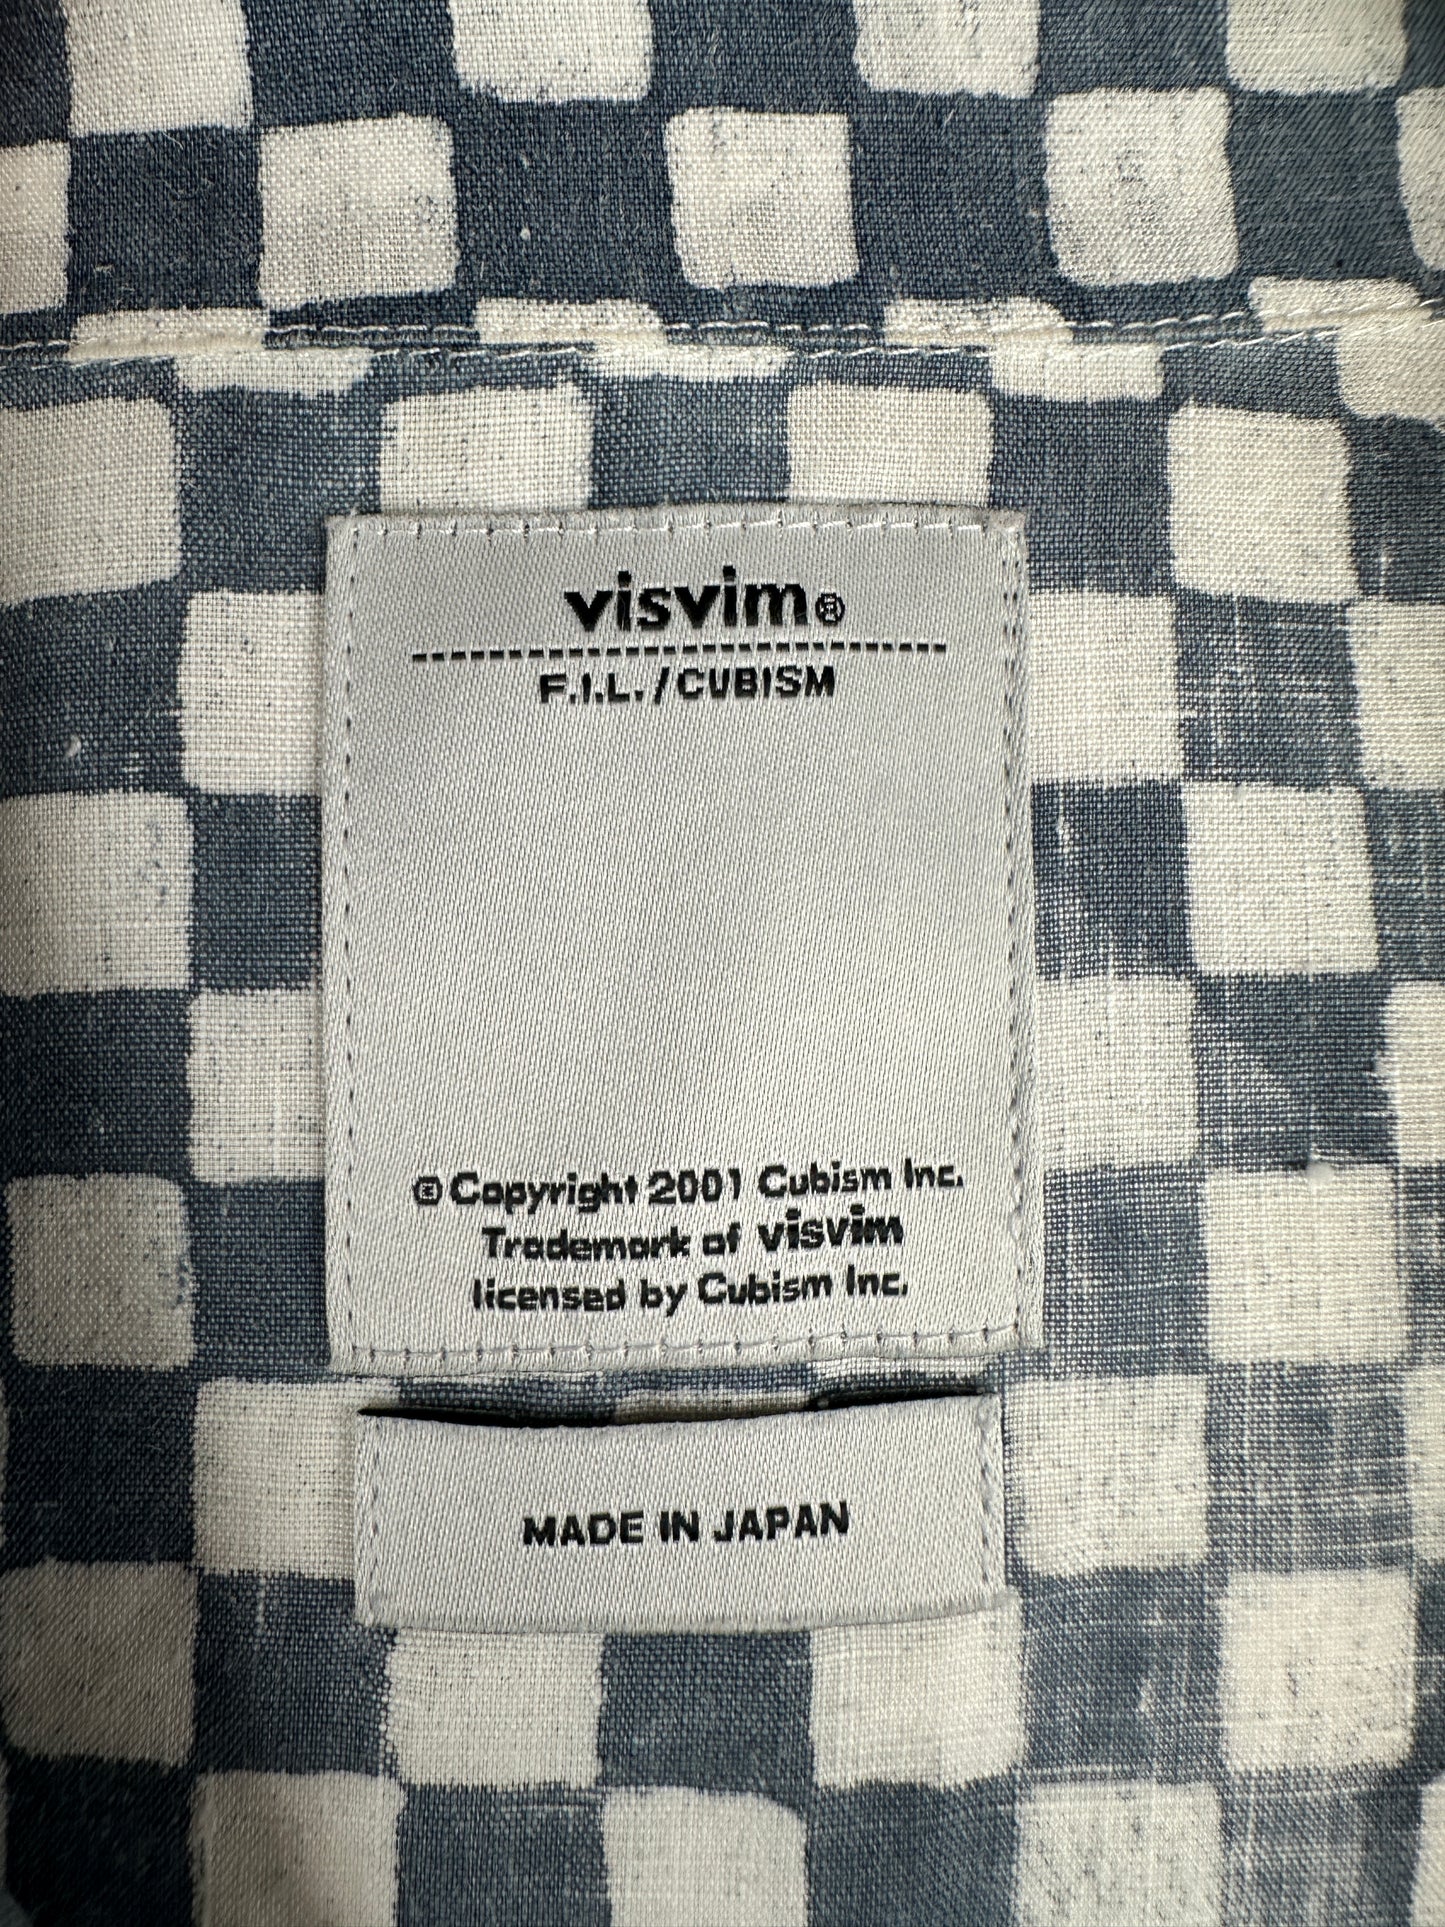 visvim®
F.I.L./CUBISM
®Copyright 2001 Cubism Inc.
Trademark of visvim
licensed by Cubism Inc.
MADE IN JAPAN